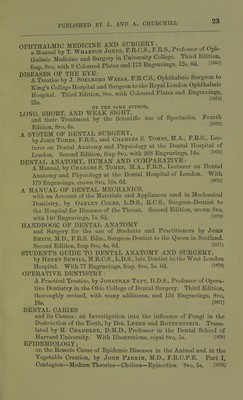 PUBLISHED BY J. AND A. CHURCHILL 23
OPHTHALMIC MEDICINE AND SURGERY:
a Manual by T. WHARTON JONES, F.R.C.S., F.R.S., Professor of Oph-
thalmic Medicine and Surgery in University College. Third Edition,
fcap. 8vo, with 9 Coloured Plates and 173 Engravings, 12s. 6d. [1865]
DISEASES OF THE EYE:
A Treatise by J. SOELBERG WELLS, F.R.C.S., Ophthalmic Surgeon to
King's College Hospital and Surgeon to the Royal London Ophthalmic
Hospital. Third Edition, 8vo, with Coloured Plates and Engravings,
25s. [1873]
BY THE SAME AUTHOR,
LONG, SHORT, AND WEAK SIGHT,
and their Treatment by the Scientific use of Spectacles. Fourth
Edition, 8vo, 6s. [1873]
A SYSTEM OF DENTAL SURGERY,
by JOHN TOMES, F.R.S., and CHARLES S. TOMES, M.A., F.R.S., Lec-
turer on Dental Anatomy and Physiology at the Dental Hospital of
London. Second Edition, fcap 8vo, with 268 Engravings, 14s. [1873]
DENTAL ANATOMY, HUMAN AND COMPARATIVE:
A Manual, by CHARLES S. TOMES, M.A., F.R.S., Lecturer on Dental
Anatomy and Physiology at the Dental Hospital of London. With
179 Engravings, crown 8vo, 10s. 6d. [1876]
A MANUAL OF DENTAL MECHANICS,
with an Account of the Materials and Appliances used in Mechanical
Dentistry, by OAKLEY COLES, L.D.S., R.C.S., Surgeon-Dentist to
the Hospital for Diseases of the Throat. Second Edition, crown 8vo,
with 140 Engravings, 7s. 6d. [1876]
HANDBOOK OF DENTAL ANATOMY
and Surgery for the use of Students and Practitioners by JOHN
SMITH, M.D., F.R.S. Edin., Surgeon-Dentist to the Queen in Scotland.
Second Edition, fcap 8vo, 4s. 6d. [1871]
STUDENT'S GUIDE TO DENTAL ANATOMY AND SURGERY,
by HENRY SEWILL, M.R.C.S., L.D.S., late Dentist to the West London
Hospital. With 77 Engravings, fcap. 8vo, 5s. 6d. [1876]
OPERATIVE DENTISTRY:
A Practical Treatise, by JONATHAN TAFT, D.D.S., Professor of Opera-
tive Dentistry in the Ohio College of Dental Surgery. Third Edition,
thoroughly revised, with many additions, and 134 Engravings, 8vo,
18s. [1877]
DENTAL CARIES
and its Causes: an Investigation into the influence of Fungi in the
Destruction of the Teeth, by Drs. LEBER and ROTTENSTEIN. Trans-
lated by H. CHANDLER, D.M.D., Professor in the Dental School of
Harvard University. With Illustrations, royal 8vo, 5s. [1878]
EPIDEMIOLOGY;
or, the Remote Cause of Epidemic Diseases in the Animal and in the
Vegetable Creation, by JOHN PARKIN, M.D., F.R.C.P.E. Part I,
Contagion—Modern Theories—Cholera—Epizootics. 8vo, 5s. [1873]